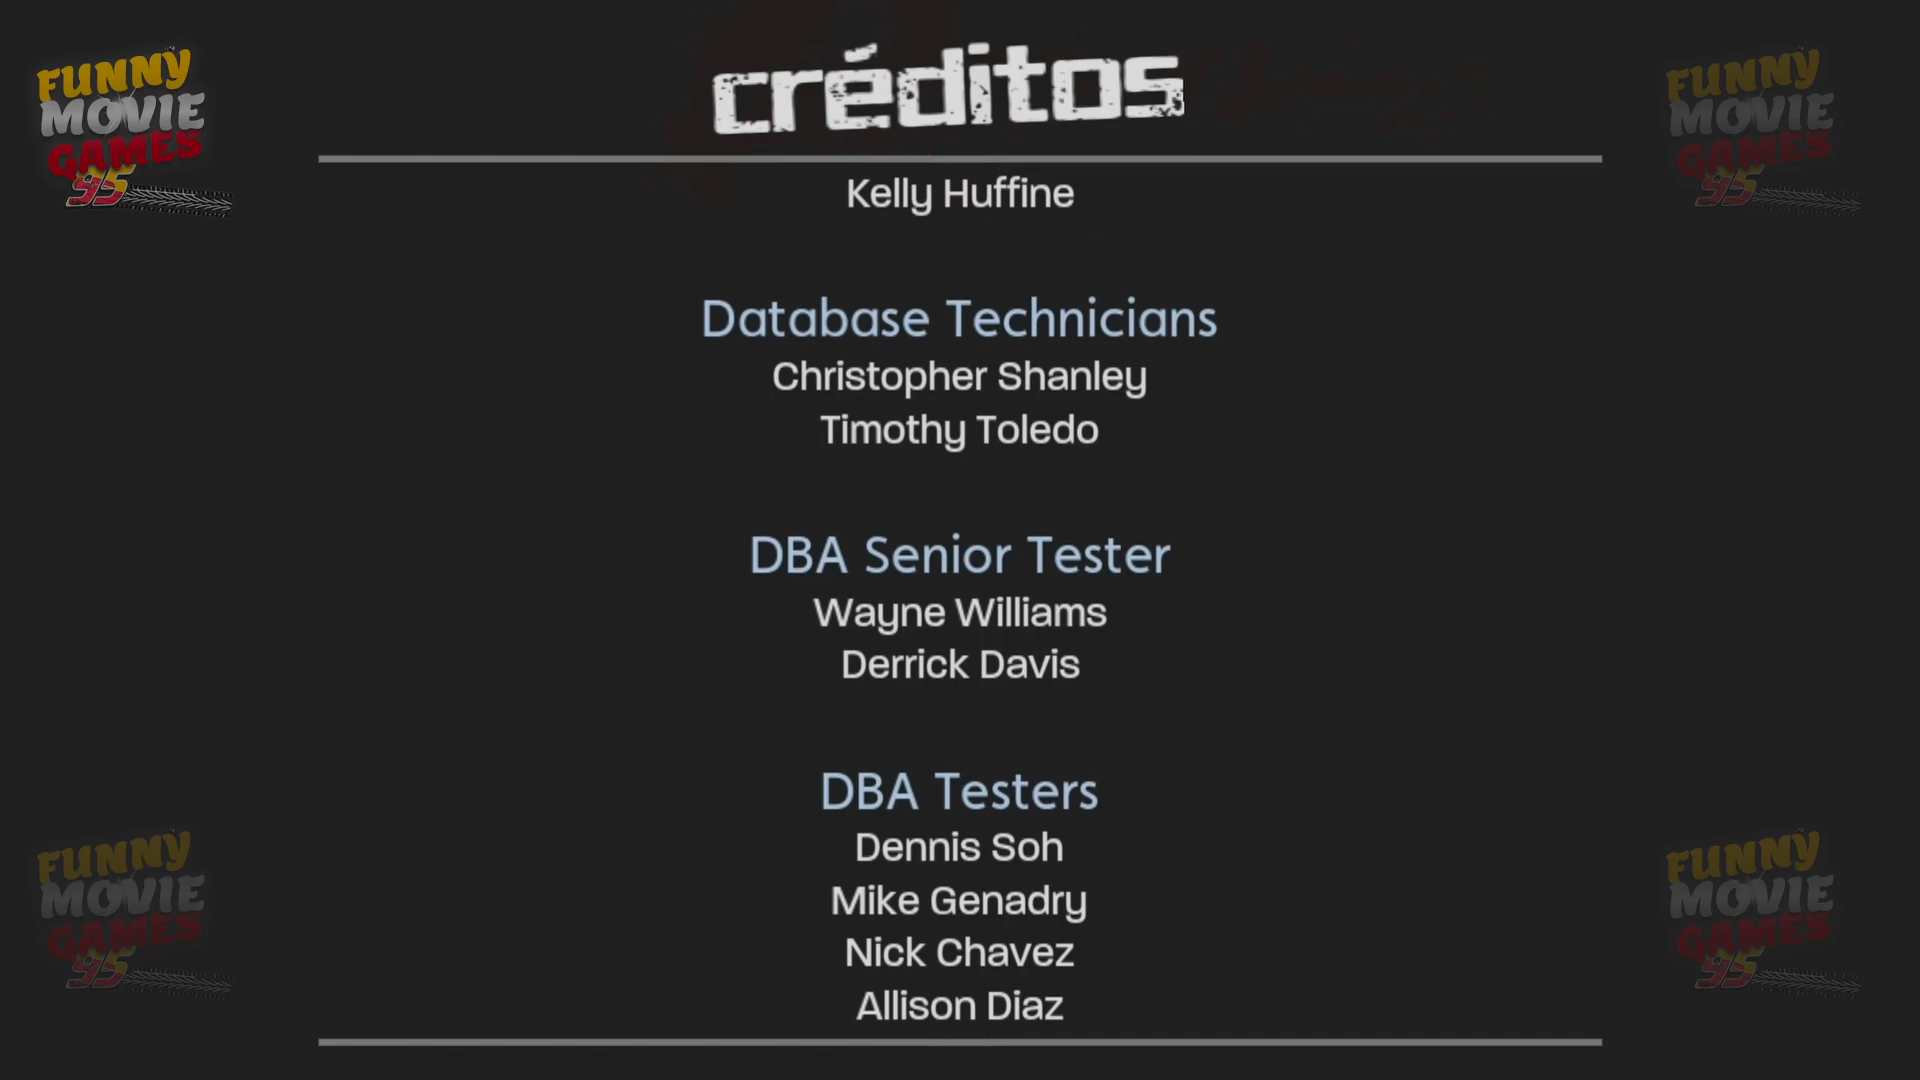 FUNNY
MOVIE
GAMES
95
créditos
FUNNY
MOVIE
GAMES
95
Kelly Huffine
Database Technicians
Christopher Shanley
Timothy Toledo
DBA Senior Tester
Wayne Williams
Derrick Davis
DBA Testers
Dennis Soh
Mike Genadry
Nick Chavez
Allison Diaz
FUNNY
MOVIE
GAMES
95
FUNNY
MOVIE
GAMES
95